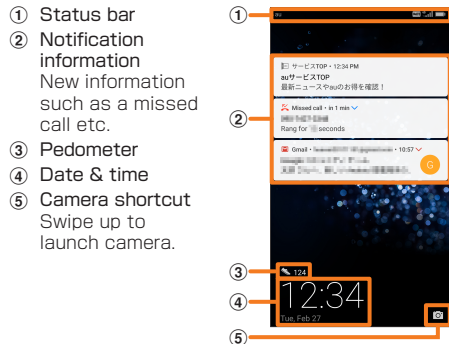 ① Status bar
② Notification
information
New information
such as a missed
call etc.
③ Pedometer
④ Date & time
⑤ Camera shortcut
Swipe up to
launch camera.
①
au
②
サービスTOP • 12:34 PM
auサービスTOP
最新ニュースやauのお得を確認！
Missed call • in 1 min
Rang for seconds
Gmail • • 10:57
G
③
124
④
12:34
Tue, Feb 27
⑤